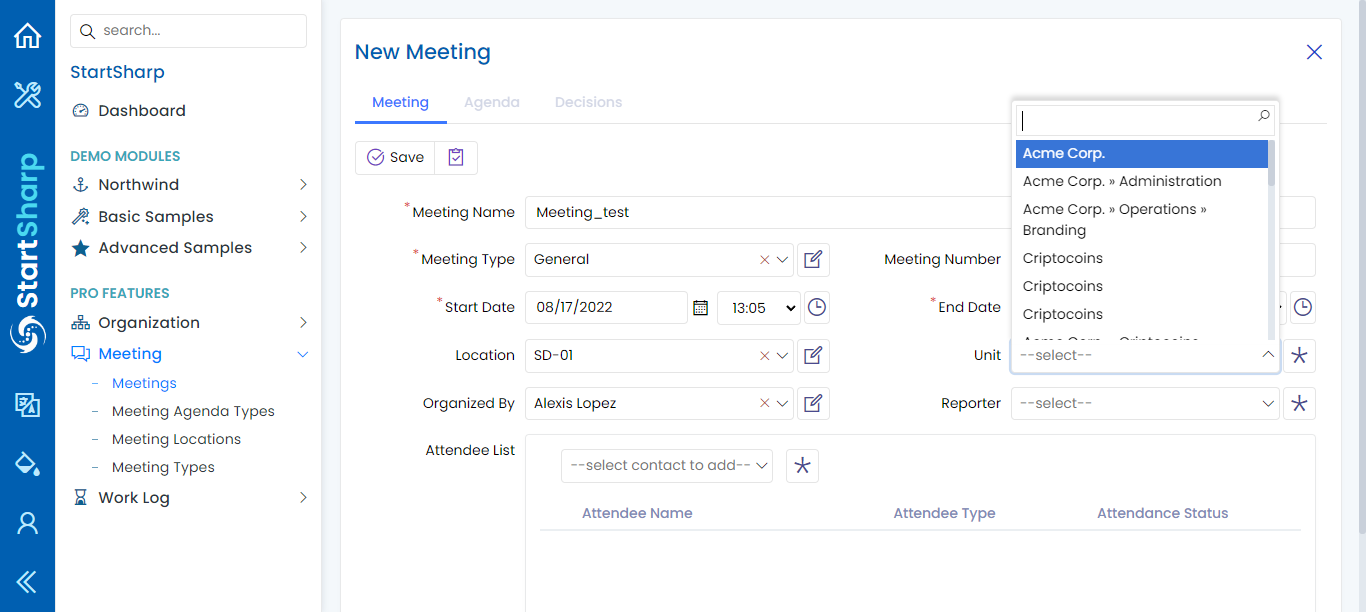 search...
StartSharp
Dashboard
DEMO MODULES
Northwind
Basic Samples
Advanced Samples
PRO FEATURES
Organization
Meeting
Meetings
Meeting Agenda Types
Meeting Locations
Meeting Types
Work Log
StartSharp
New Meeting
Meeting
Agenda
Decisions
Save
*Meeting Name
Meeting_test
*Meeting Type
General
Meeting Number
*Start Date
08/17/2022
13:05
*End Date
Location
SD-01
Unit
--select--
Acme Corp.
Acme Corp. » Administration
Acme Corp. » Operations »
Branding
Criptocoins
Criptocoins
Criptocoins
Organized By
Alexis Lopez
Reporter
--select--
Attendee List
--select contact to add--
Attendee Name
Attendee Type
Attendance Status